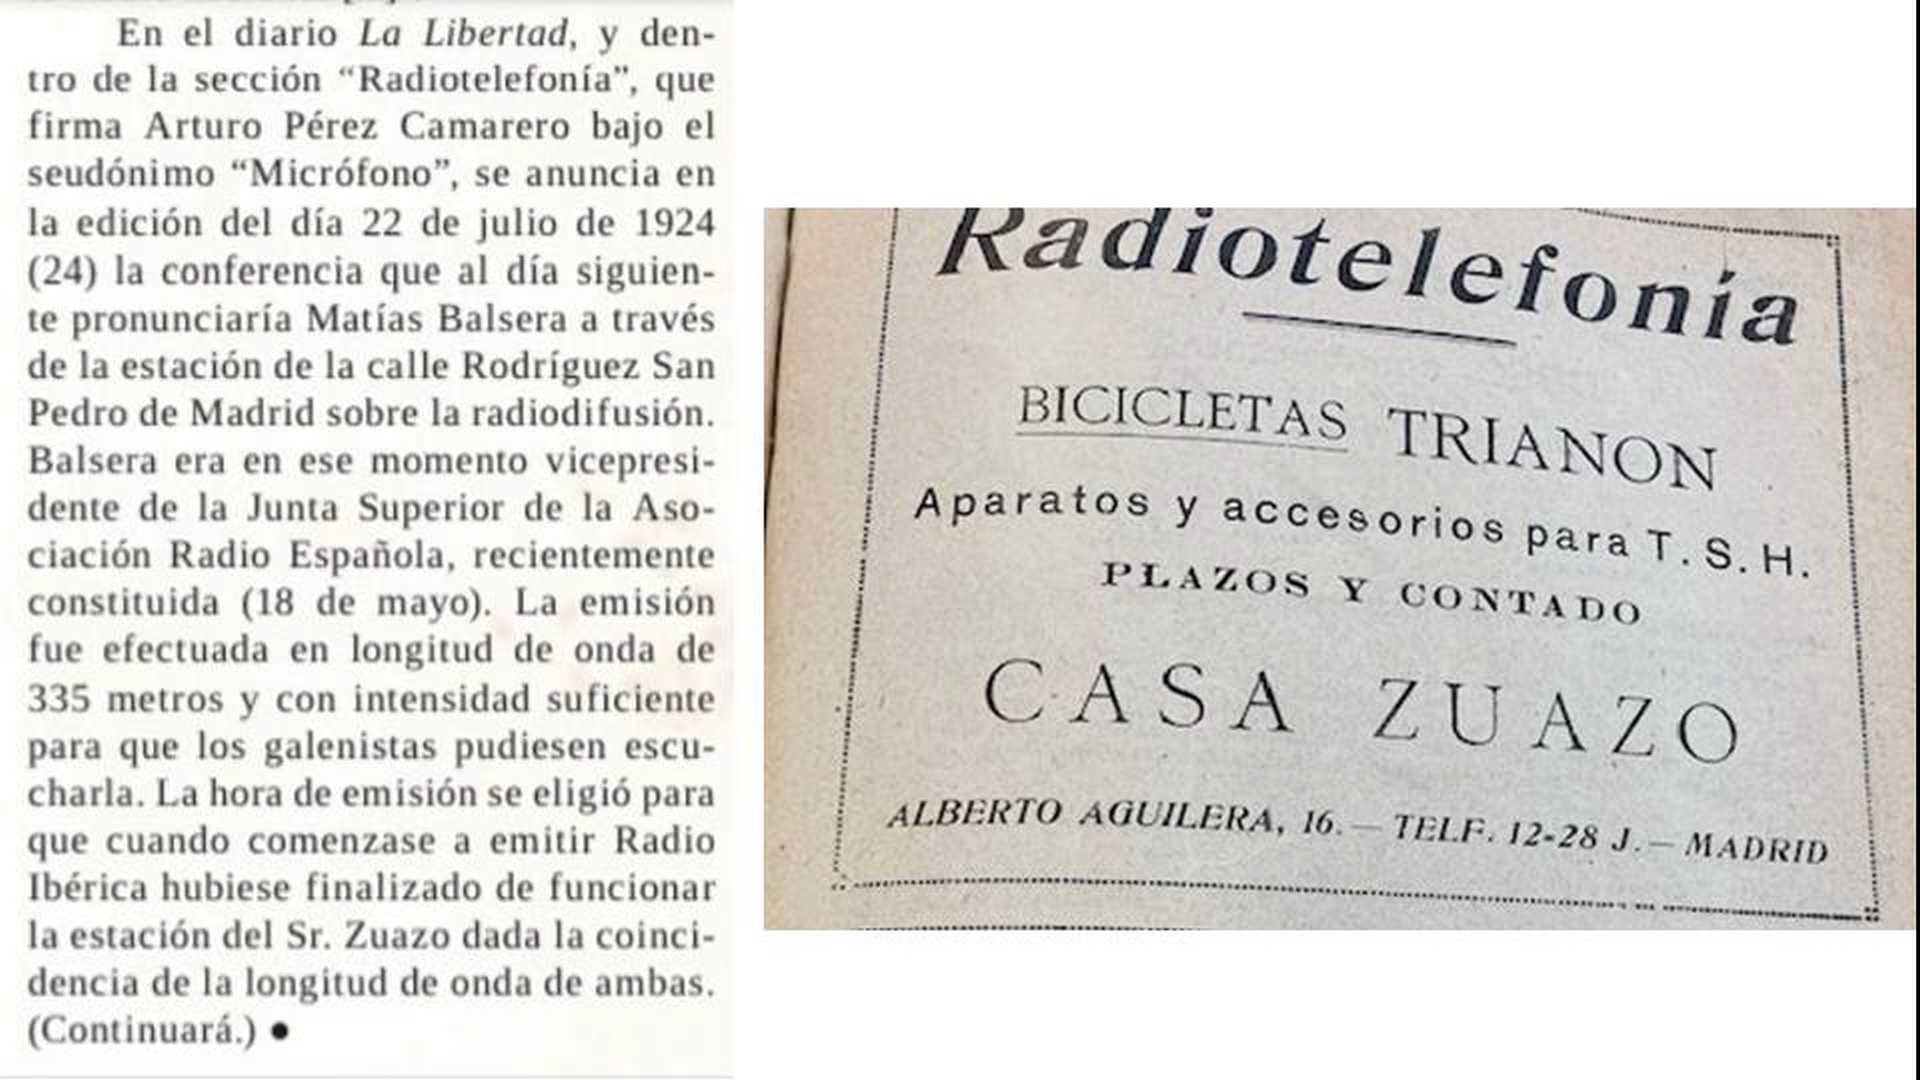 En el diario La Libertad, y den-
tro de la sección “Radiotelefonía”, que
firma Arturo Pérez Camarero bajo el
seudónimo “Micrófono”, se anuncia en
la edición del día 22 de julio de 1924
(24) la conferencia que al día siguien-
te pronunciaría Matías Balsera a través
de la estación de la calle Rodríguez San
Pedro de Madrid sobre la radiodifusión.
Balsera era en ese momento vicepresi-
dente de la Junta Superior de la Aso-
ciación Radio Española, recientemente
constituida (18 de mayo). La emisión
fue efectuada en longitud de onda de
335 metros y con intensidad suficiente
para que los galenistas pudiesen escu-
charla. La hora de emisión se eligió para
que cuando comenzase a emitir Radio
Ibérica hubiese finalizado de funcionar
la estación del Sr. Zuazo dada la coinci-
dencia de la longitud de onda de ambas.
(Continuará.) ●
Radiotelefonía
BICICLETAS TRIANON
Aparatos y accesorios para T. S. H.
PLAZOS Y CONTADO
CASA ZUAZO
ALBERTO AGUILERA, 16. — TELF. 12-28 J. — MADRID